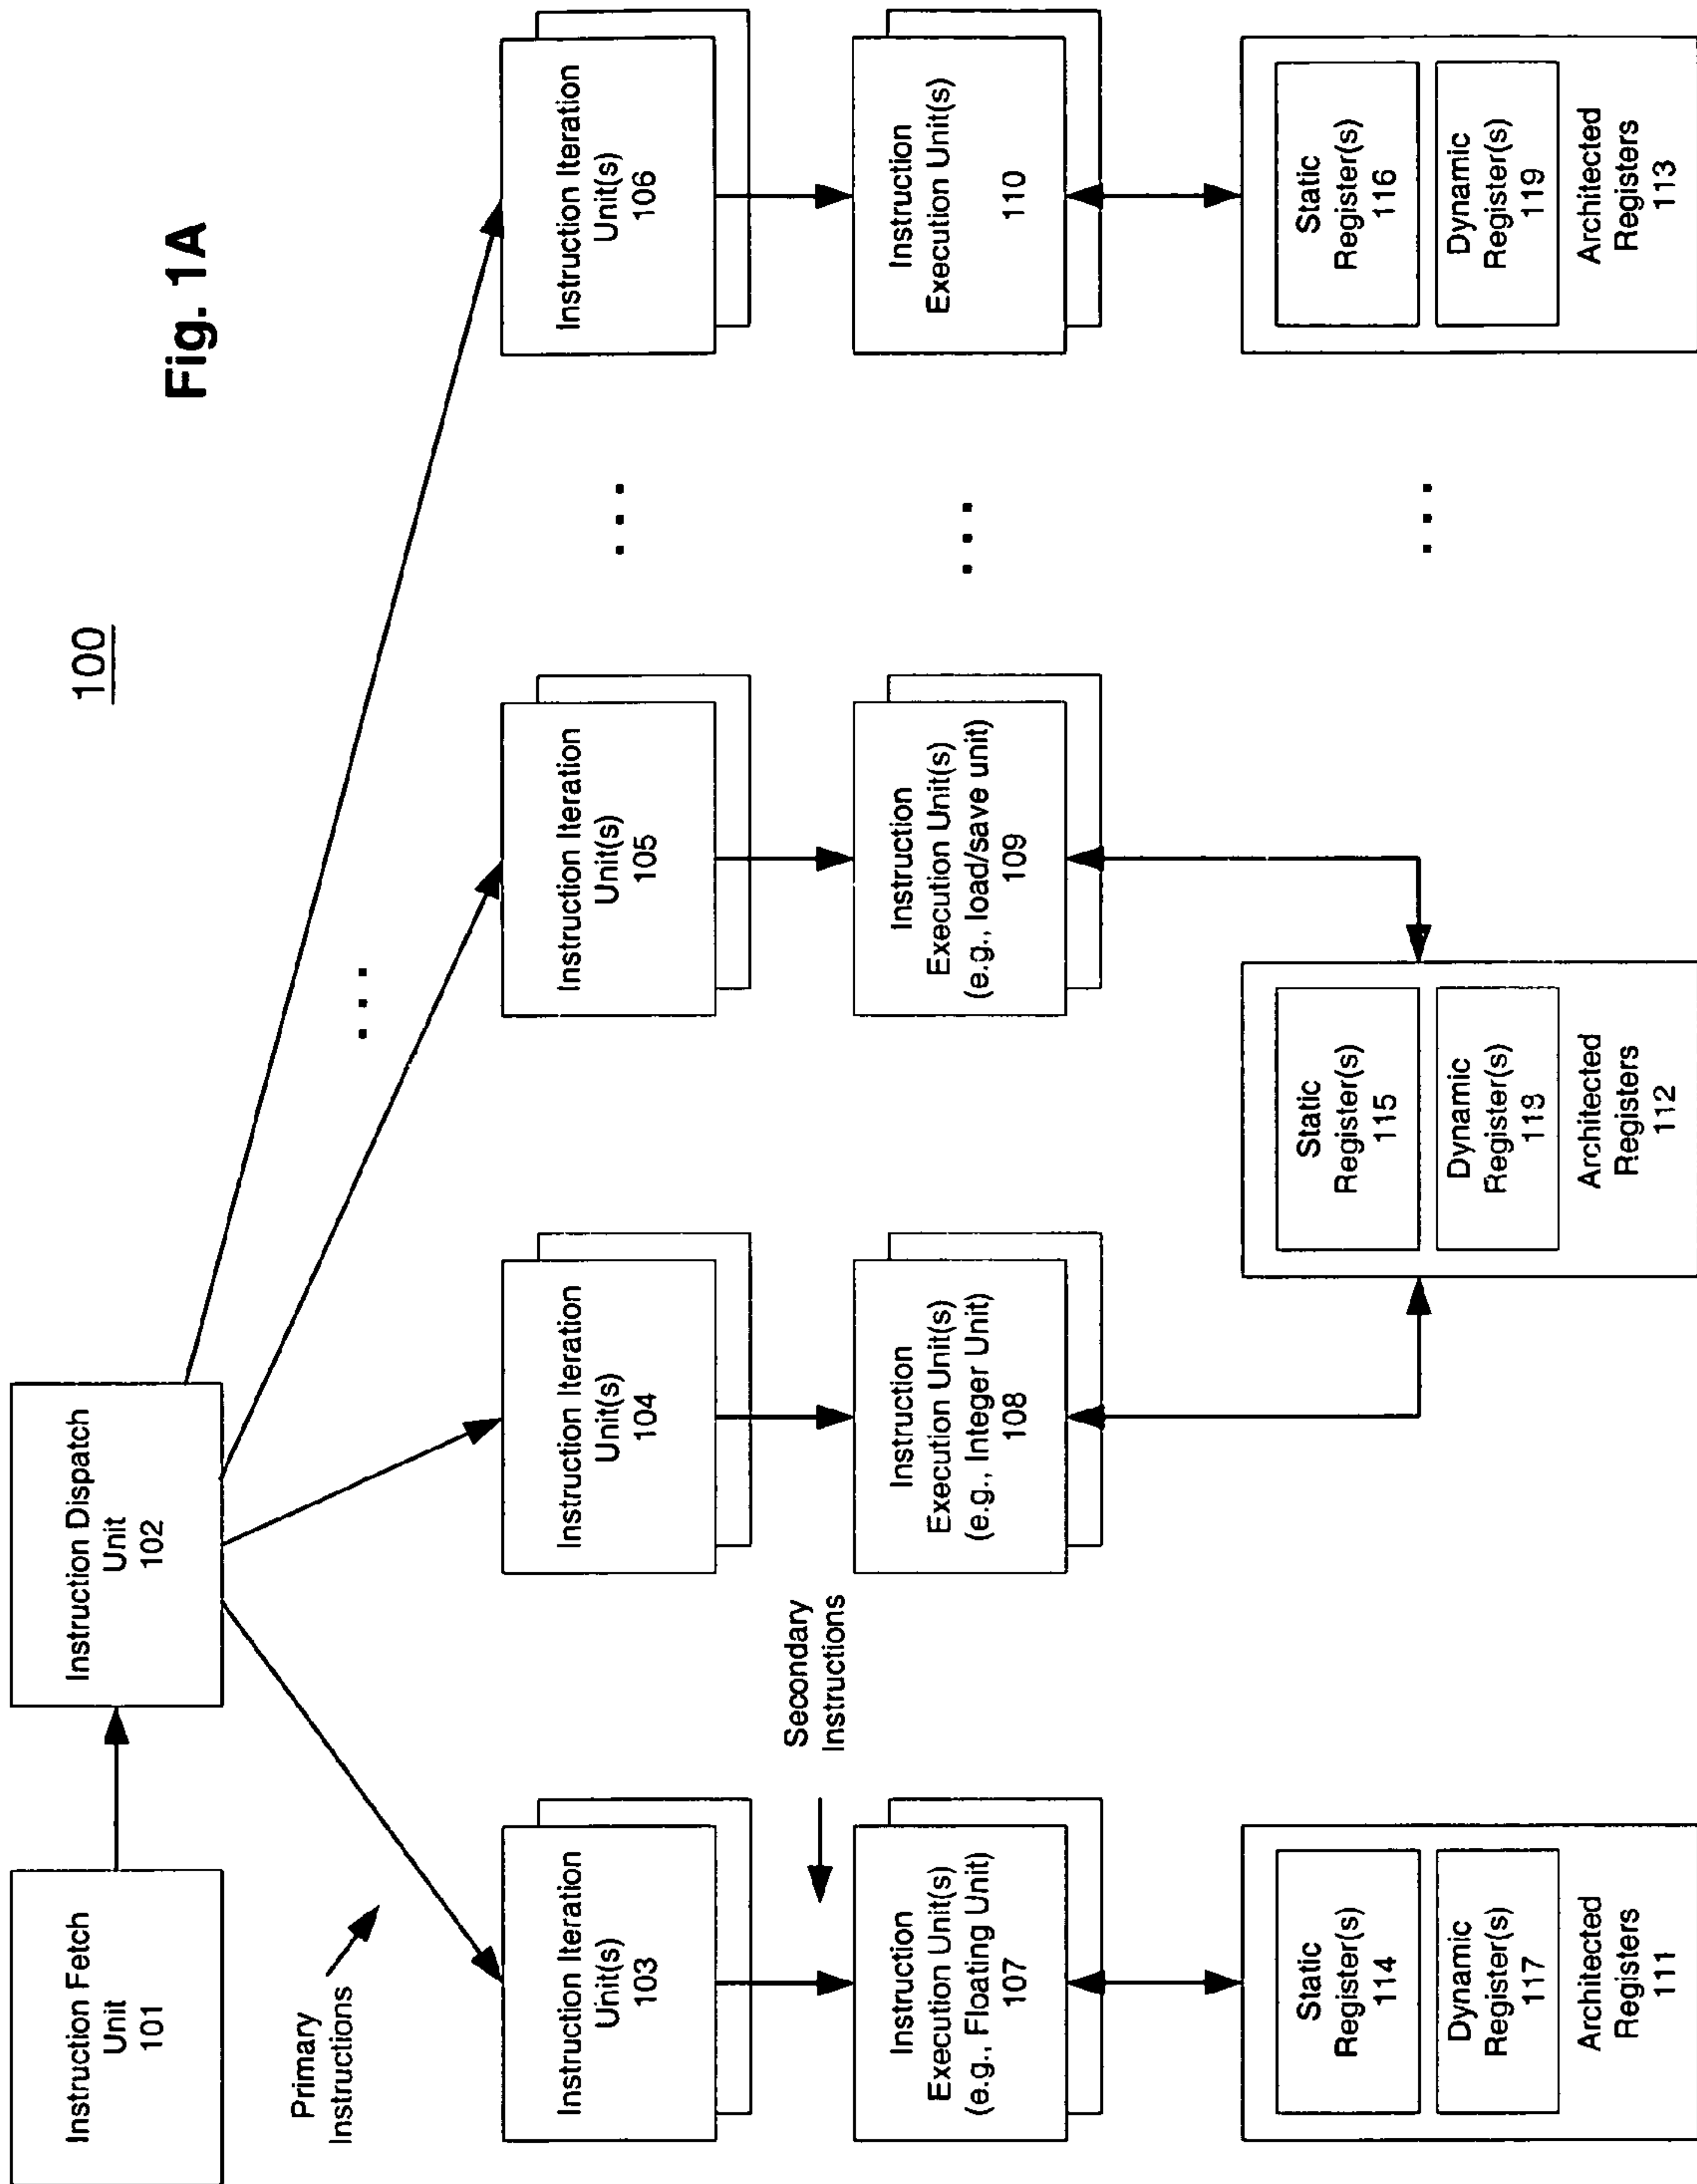 Fig. 1A
100
Instruction Fetch
Unit
101
Instruction Dispatch
Unit
102
Primary
Instructions
. . .
Instruction Iteration
Unit(s)
103
Instruction Iteration
Unit(s)
104
Instruction Iteration
Unit(s)
105
. . .
Instruction Iteration
Unit(s)
106
Secondary
Instructions
Instruction
Execution Unit(s)
(e.g., Floating Unit)
107
Instruction
Execution Unit(s)
(e.g., Integer Unit)
108
Instruction
Execution Unit(s)
(e.g., load/save unit)
109
. . .
Instruction
Execution Unit(s)
110
Static
Register(s)
114
Dynamic
Register(s)
117
Architected
Registers
111
Static
Register(s)
115
Dynamic
Register(s)
118
Architected
Registers
112
. . .
Static
Register(s)
116
Dynamic
Register(s)
119
Architected
Registers
113